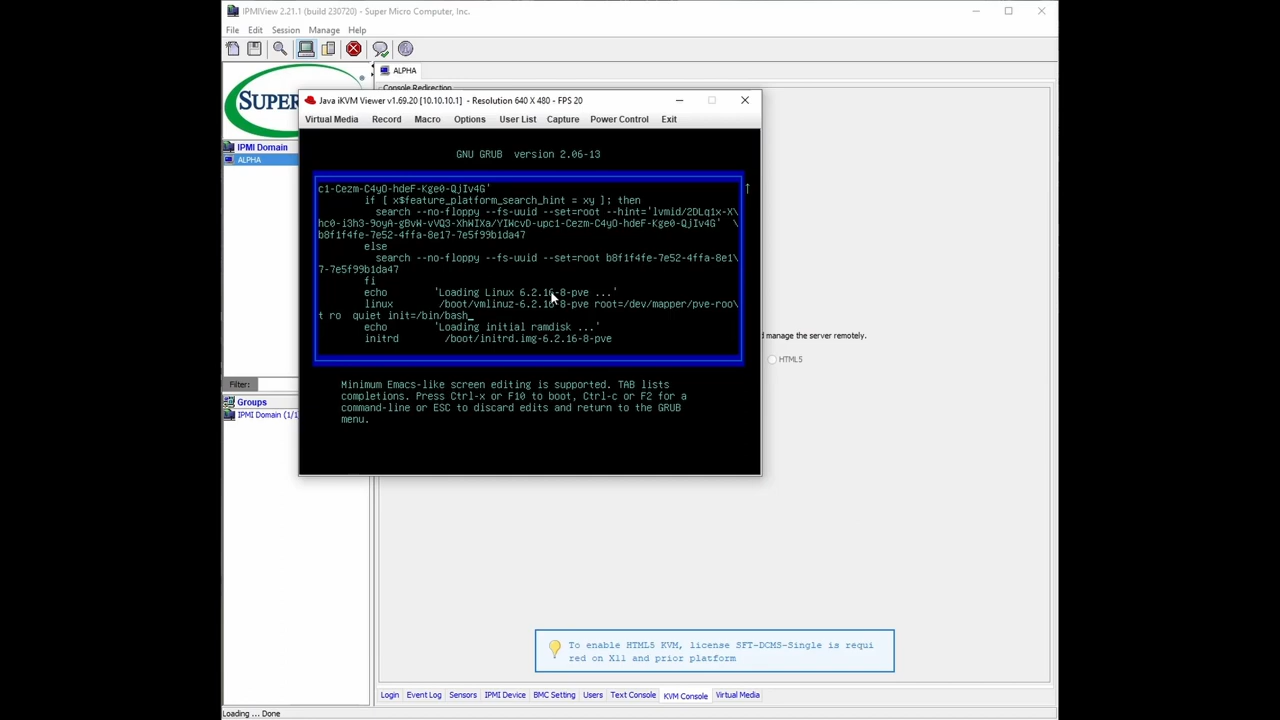 IPMIView 2.21.1 (build 230720) - Super Micro Computer, Inc.
File Edit Session Manage Help
ALPHA
Console Redirection
SUPER
Java iKVM Viewer v1.69.20 [10.10.10.1] - Resolution 640 X 480 - FPS 20
Virtual Media Record Macro Options User List Capture Power Control Exit
IPMI Domain
ALPHA
GNU GRUB version 2.06-13
c1-Cezm-C4yO-hdeF-Kge0-QjIv4G'
if [ x$feature_platform_search_hint = xy ]; then
search --no-floppy --fs-uuid --set=root --hint='lvmid/2DLq1x-X\
hc0-i3h3-9oyA-gBvW-vVQ3-XhWIXa/YIWcvD-upc1-Cezm-C4yO-hdeF-Kge0-QjIv4G' \
b8f1f4fe-7e52-4ffa-8e17-7e5f99b1da47
else
search --no-floppy --fs-uuid --set=root b8f1f4fe-7e52-4ffa-8e1\
7-7e5f99b1da47
fi
echo 'Loading Linux 6.2.16-8-pve ...'
linux /boot/vmlinuz-6.2.16-8-pve root=/dev/mapper/pve-roo\
t ro quiet init=/bin/bash_
echo 'Loading initial ramdisk ...'
initrd /boot/initrd.img-6.2.16-8-pve
Minimum Emacs-like screen editing is supported. TAB lists
completions. Press Ctrl-x or F10 to boot, Ctrl-c or F2 for a
command-line or ESC to discard edits and return to the GRUB
menu.
d manage the server remotely.
HTML5
Filter:
Groups
IPMI Domain (1/1
To enable HTML5 KVM, license SFT-DCMS-Single is requi
red on X11 and prior platform
Login Event Log Sensors IPMI Device BMC Setting Users Text Console KVM Console Virtual Media
Loading ... Done